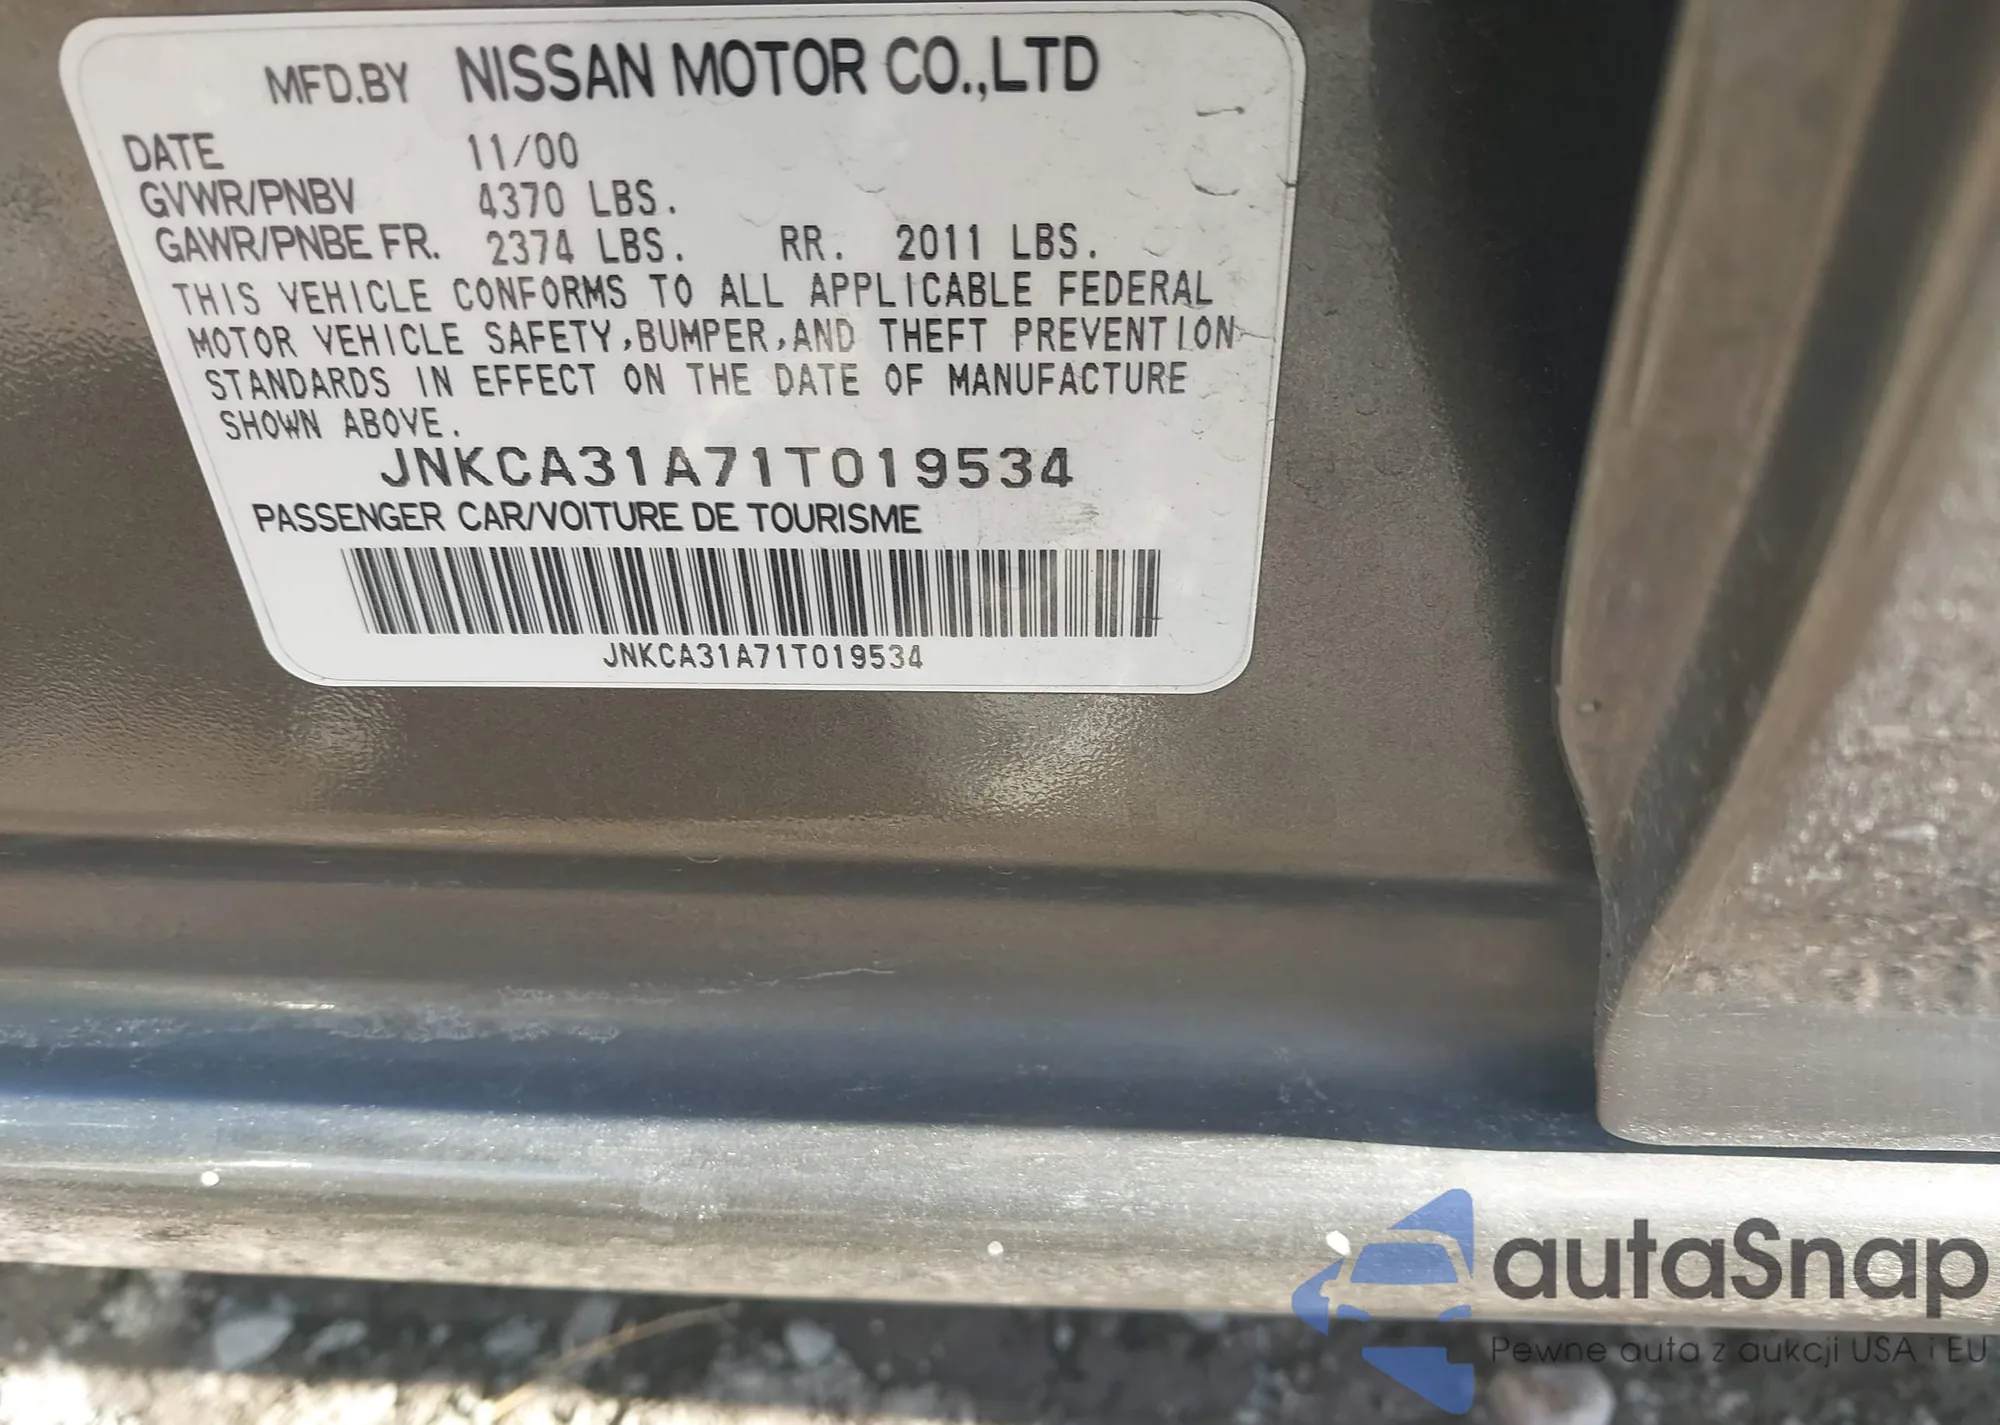 MFD.BY NISSAN MOTOR CO.,LTD
DATE 11/00
GVWR/PNBV 4370 LBS.
GAWR/PNBE FR. 2374 LBS. RR. 2011 LBS.
THIS VEHICLE CONFORMS TO ALL APPLICABLE FEDERAL
MOTOR VEHICLE SAFETY,BUMPER,AND THEFT PREVENTION
STANDARDS IN EFFECT ON THE DATE OF MANUFACTURE
SHOWN ABOVE.
JNKCA31A71T019534
PASSENGER CAR/VOITURE DE TOURISME
JNKCA31A71T019534
autaSnap
Pewne auta z aukcji USA i EU